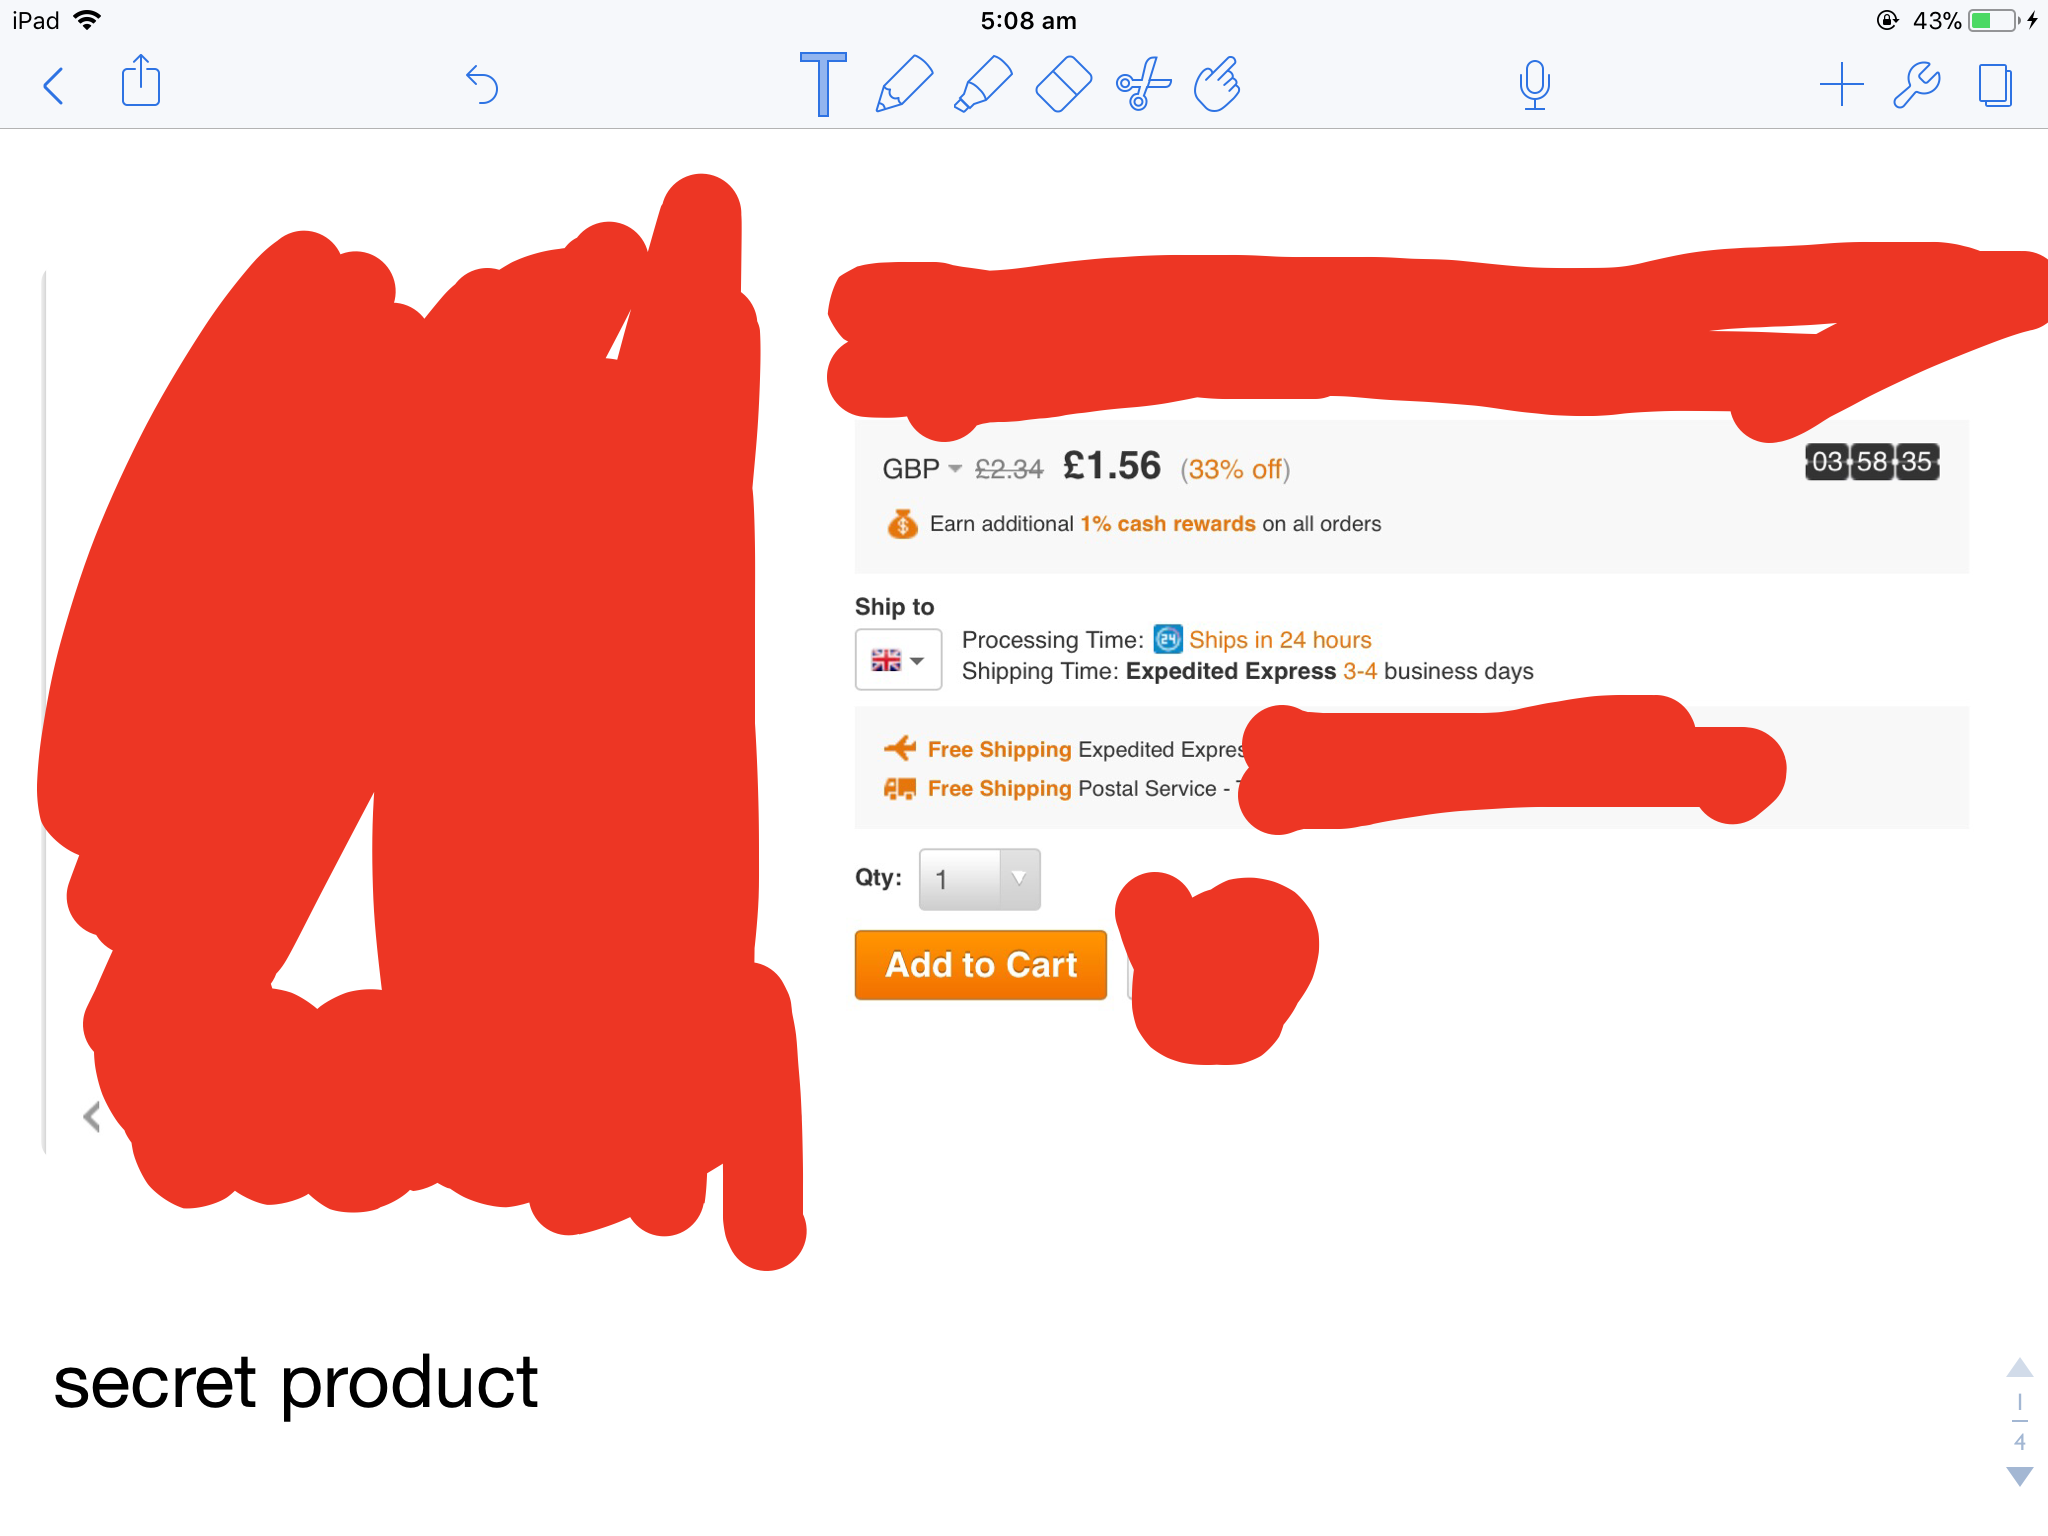 iPad 5:08 am 43%
GBP £2.34 £1.56 (33% off) 03 58 35
Earn additional 1% cash rewards on all orders
Ship to
Processing Time: 24 Ships in 24 hours
Shipping Time: Expedited Express 3-4 business days
Free Shipping Expedited Expres
Free Shipping Postal Service -
Qty: 1
Add to Cart
secret product
1
4